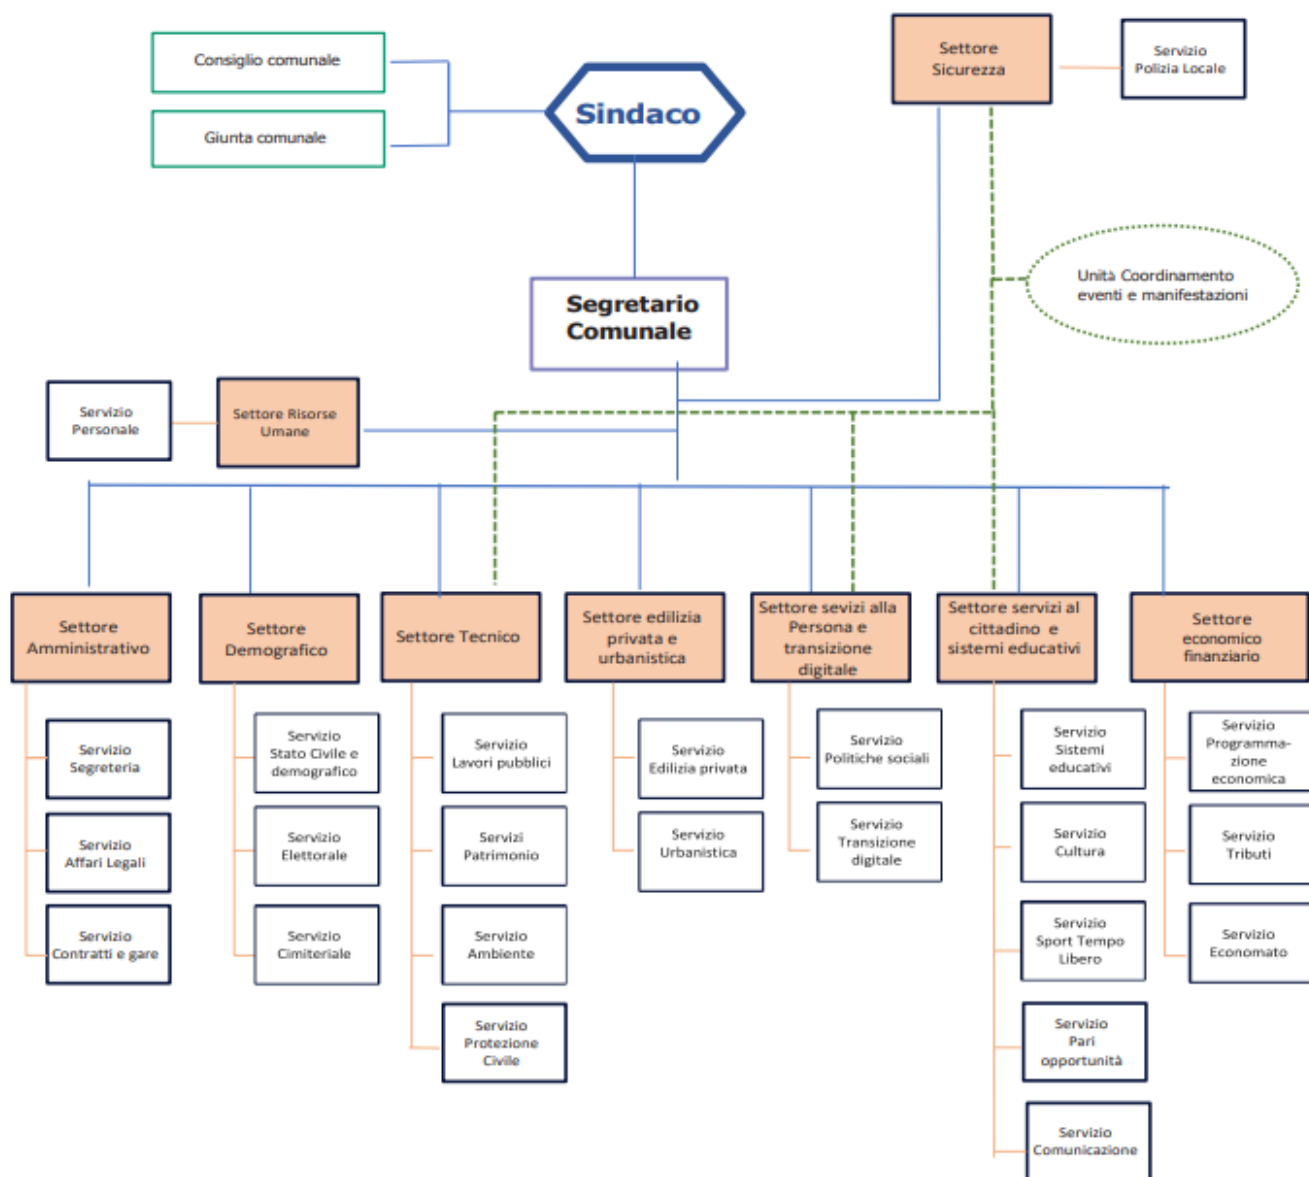 Consiglio comunale
Giunta comunale
Sindaco
Settore
Sicurezza
Servizio
Polizia Locale
Unità Coordinamento
eventi e manifestazioni
Segretario
Comunale
Servizio
Personale
Settore Risorse
Umane
Settore
Amministrativo
Settore
Demografico
Settore Tecnico
Settore edilizia
privata e
urbanistica
Settore sevizi alla
Persona e
transizione
digitale
Settore servizi al
cittadino e
sistemi educativi
Settore
economico
finanziario
Servizio
Segreteria
Servizio
Affari Legali
Servizio
Contratti e gare
Servizio
Stato Civile e
demografico
Servizio
Elettorale
Servizio
Cimiteriale
Servizio
Lavori pubblici
Servizi
Patrimonio
Servizio
Ambiente
Servizio
Protezione
Civile
Servizio
Edilizia privata
Servizio
Urbanistica
Servizio
Politiche sociali
Servizio
Transizione
digitale
Servizio
Sistemi
educativi
Servizio
Cultura
Servizio
Sport Tempo
Libero
Servizio
Pari
opportunità
Servizio
Comunicazione
Servizio
Programma-
zione
economica
Servizio
Tributi
Servizio
Economato